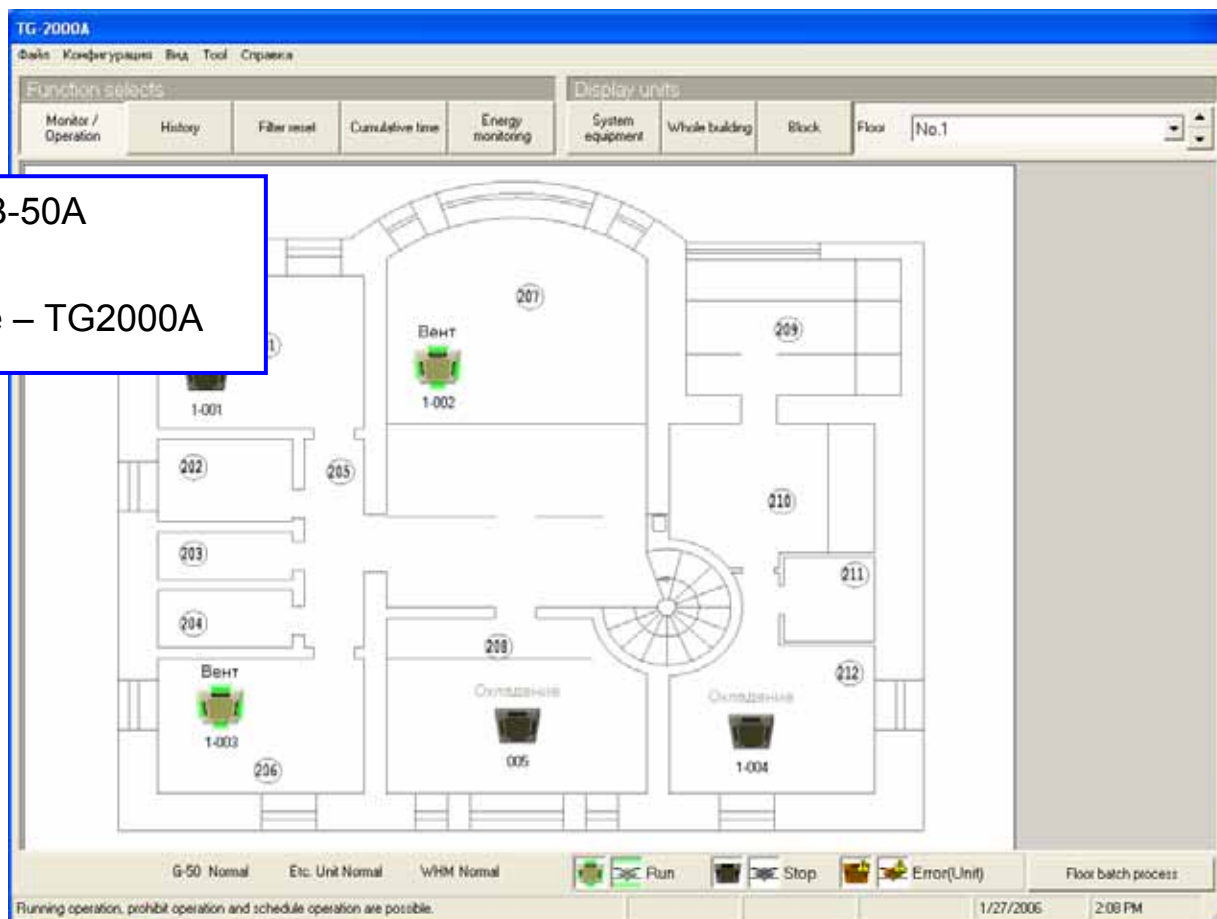 TG-2000A
Файл Конфигурация Вид Tool Справка
Function selects Display units
Monitor / Operation History Filter reset Cumulative time Energy monitoring System equipment Whole building Block Floor No.1
3-50A
– TG2000A
207
209
Вент
1-001
1-002
202
205
210
203
211
204
208
212
Вент
Охладение
Охладение
1-003
005
1-004
206
G-50 Normal Etc. Unit Normal WHM Normal Run Stop Error(Unit) Floor batch process
Running operation, prohibit operation and schedule operation are possible. 1/27/2006 2:08 PM